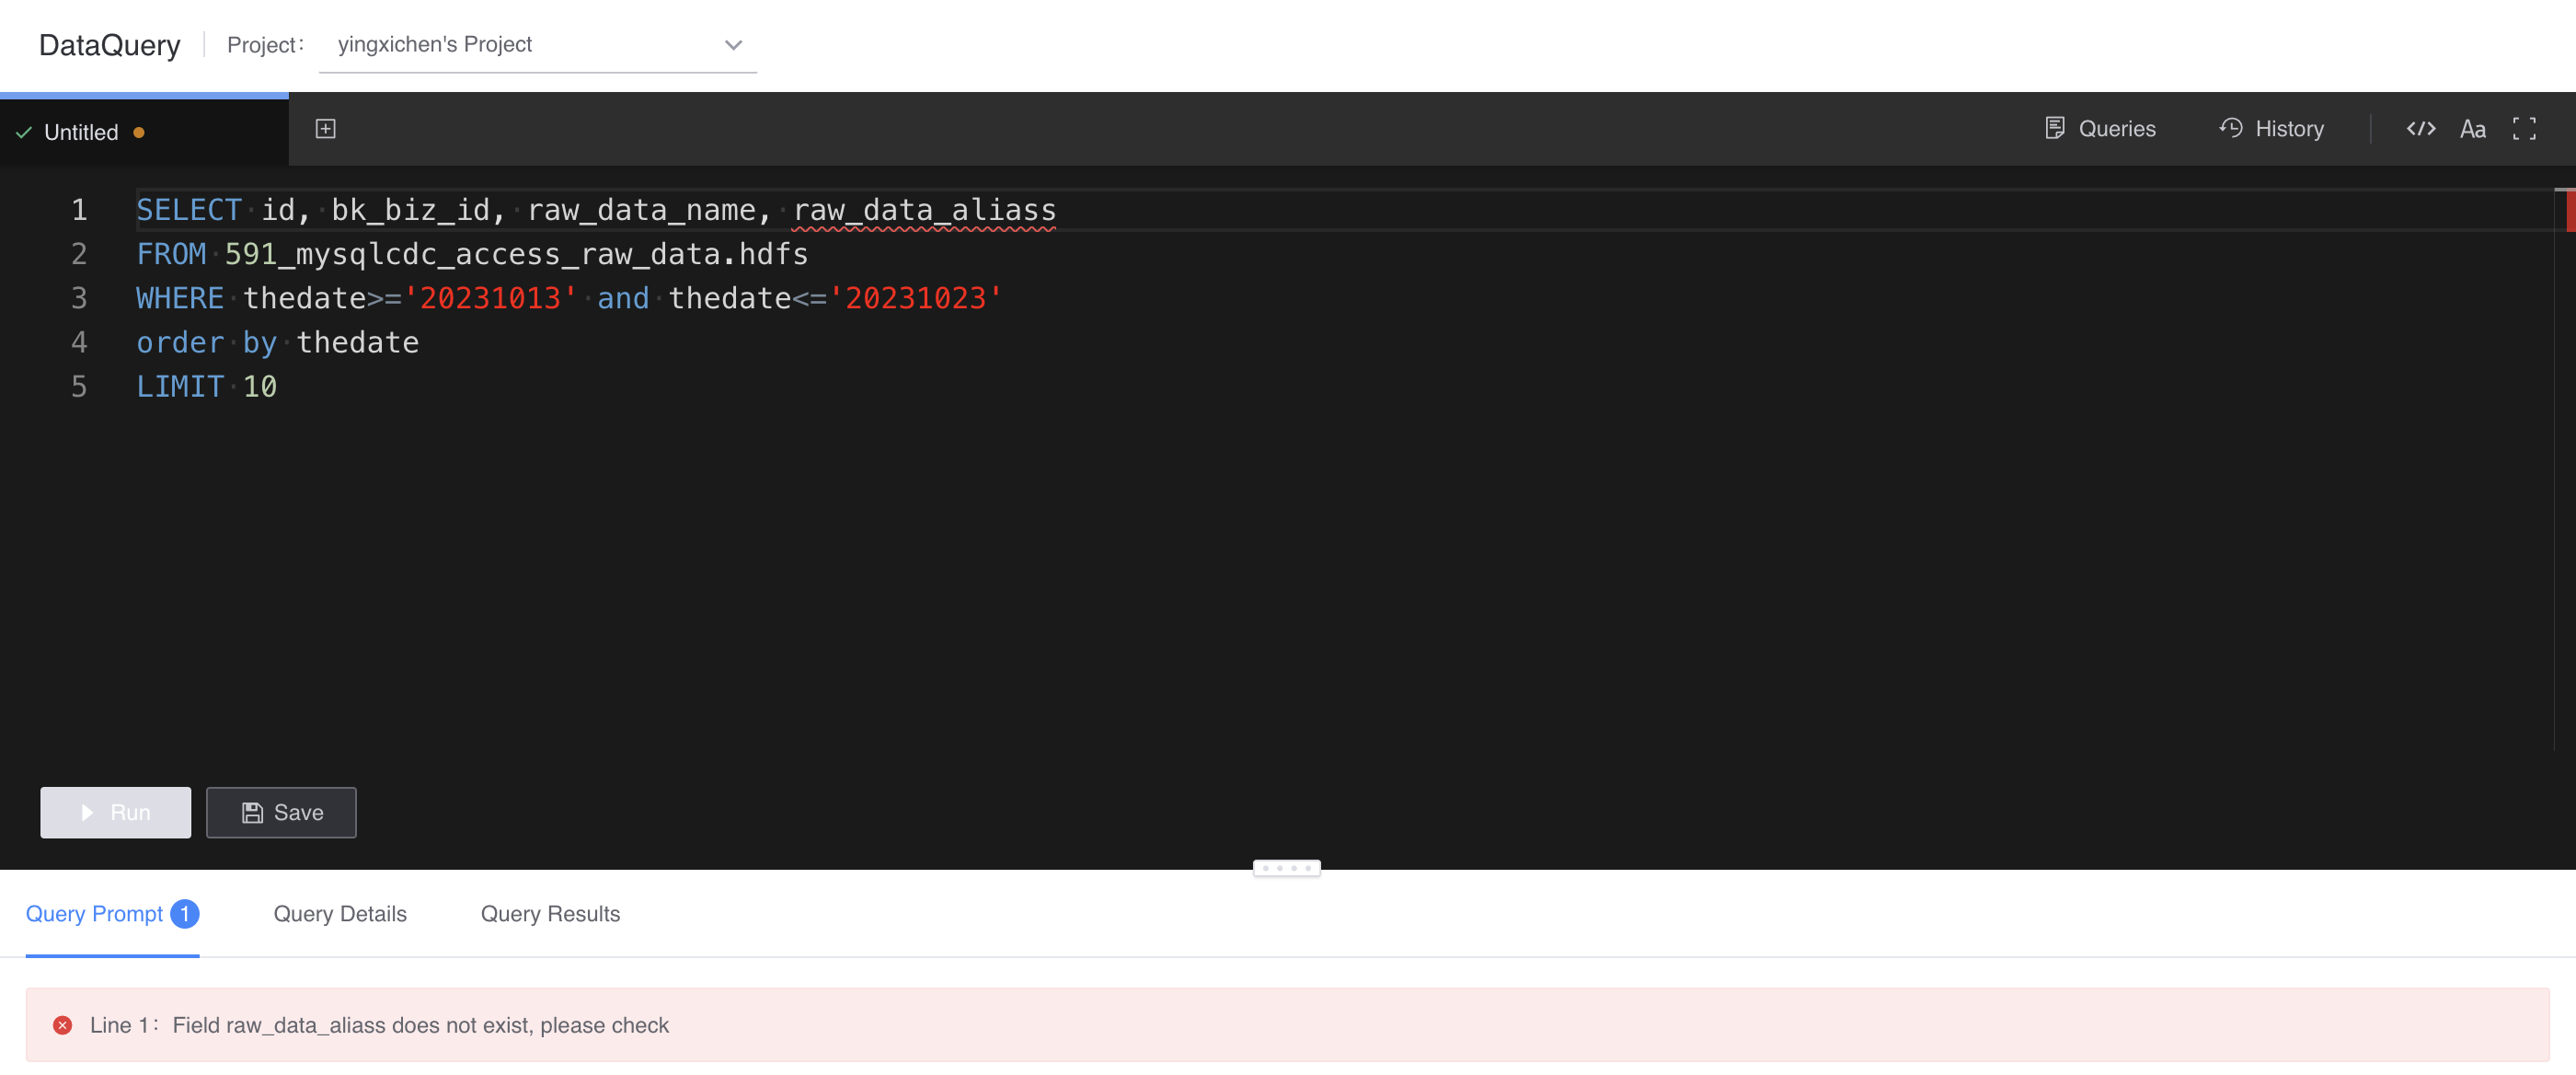 DataQuery Project: yingxichen's Project
Untitled Queries History Aa
1 SELECT id, bk_biz_id, raw_data_name, raw_data_aliass
2 FROM 591_mysqlcdc_access_raw_data.hdfs
3 WHERE thedate>='20231013' and thedate<='20231023'
4 order by thedate
5 LIMIT 10
Run Save
Query Prompt 1 Query Details Query Results
Line 1: Field raw_data_aliass does not exist, please check